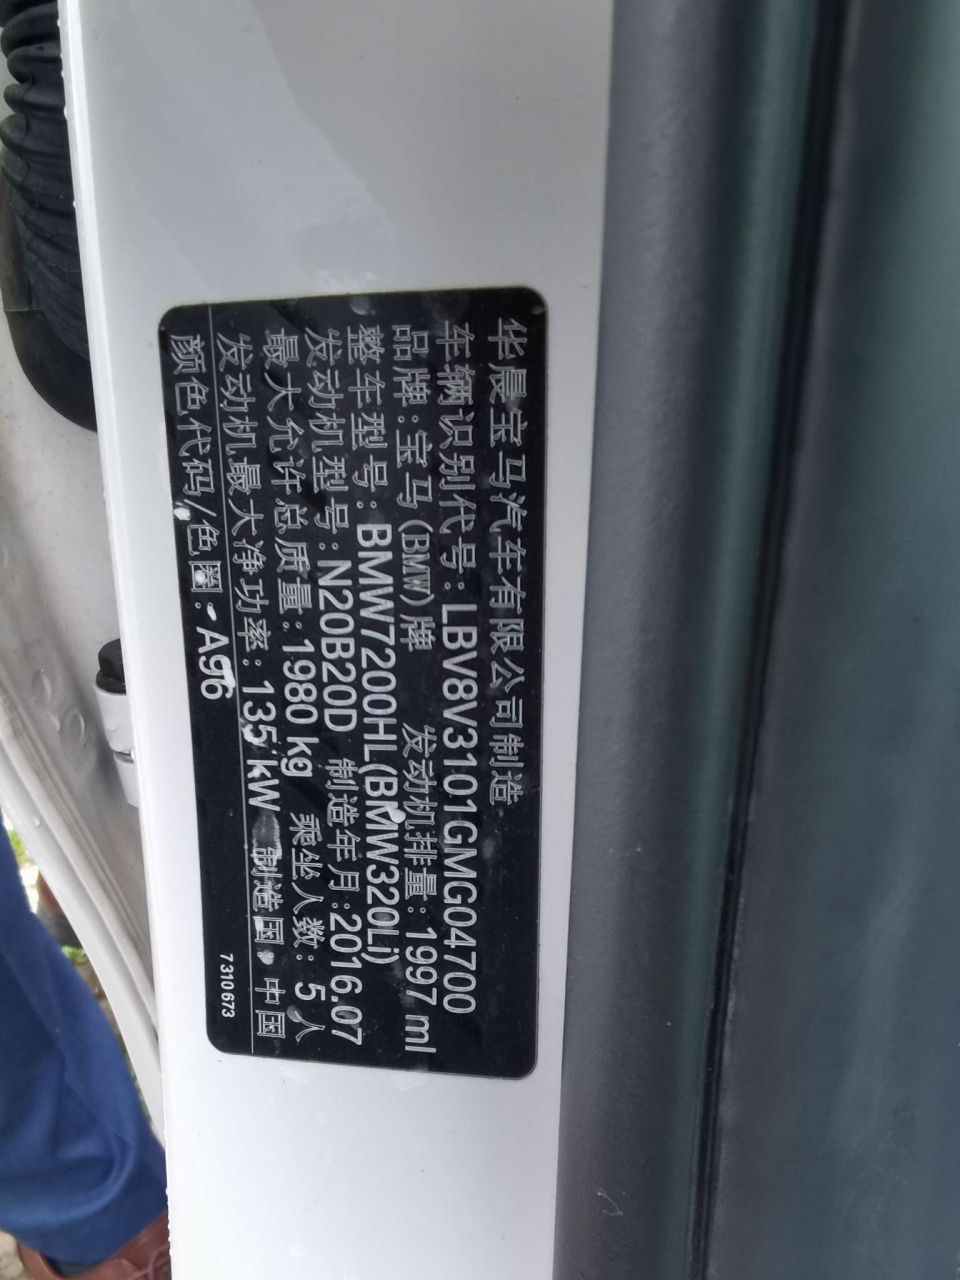 华晨宝马汽车有限公司制造
车辆识别代号:LBV8V3101GMG04700
品牌:宝马(BMW)牌 发动机排量:1997 ml
整车型号:BMW7200HL(BMW320Li)
发动机型号:N20B20D 制造年月:2016.07
最大允许总质量:1980 kg 乘坐人数:5人
发动机最大净功率:135 kW 制造国:中国
颜色代码/色圈:A96
7 310 673